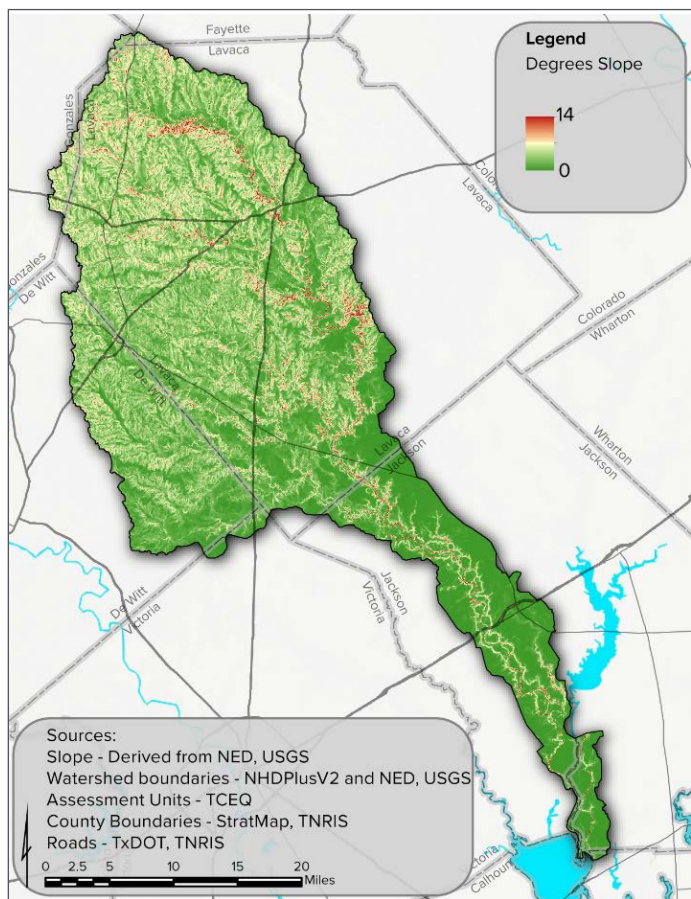 Fayette
Lavaca
Legend
Degrees Slope
14
0
Gonzales
Lavaca
Colorado
Lavaca
Gonzales
De Witt
Colorado
Wharton
Lavaca
De Witt
Lavaca
Jackson
Wharton
Jackson
De Witt
Victoria
Jackson
Victoria
Sources:
Slope - Derived from NED, USGS
Watershed boundaries - NHDPlusV2 and NED, USGS
Assessment Units - TCEQ
County Boundaries - StratMap, TNRIS
Roads - TxDOT, TNRIS
0 2.5 5 10 15 20
Miles
Victoria
Calhoun